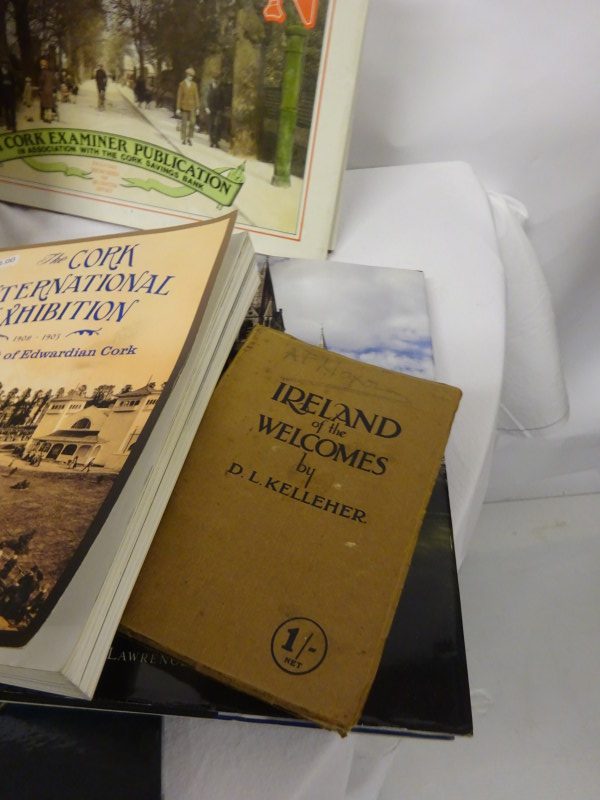 CORK EXAMINER PUBLICATION
IN ASSOCIATION WITH THE CORK SAVINGS BANK
The CORK
INTERNATIONAL
EXHIBITION
1902 - 1903
of Edwardian Cork
IRELAND
of the
WELCOMES
by
D. L. KELLEHER
1/-
NET
LAWRENC